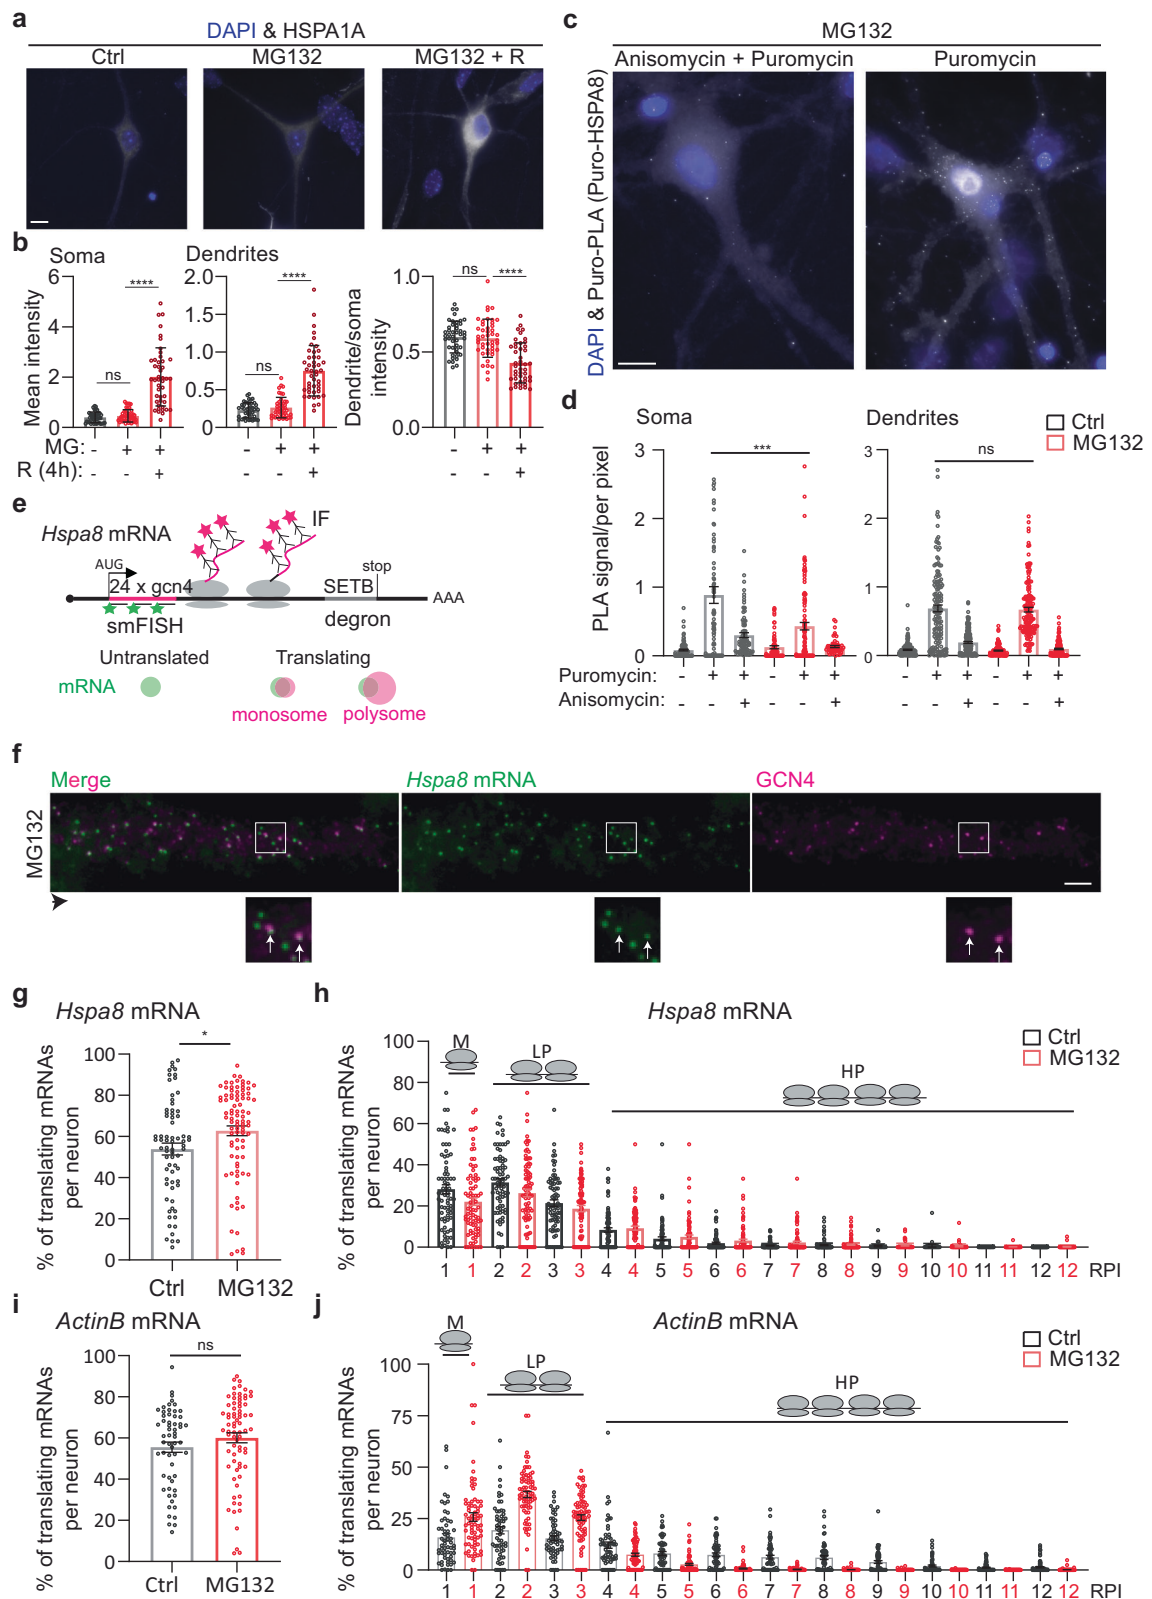 a
DAPI & HSPA1A
Ctrl
MG132
MG132 + R
b
Soma
Dendrites
Mean intensity
6
4
2
0
ns
****
2.0
1.5
1.0
0.5
0
ns
****
Dendrite/soma
intensity
1.0
0.5
0.0
ns
****
MG: - + + - + + - + +
R (4h): - - + - - + - - +
c
MG132
Anisomycin + Puromycin
Puromycin
DAPI & Puro-PLA (Puro-HSPA8)
d
Soma
Dendrites
Ctrl
MG132
PLA signal/per pixel
3
2
1
0
***
3
2
1
0
ns
Puromycin: - + + - + + - + + - + +
Anisomycin: - - + - - + - - + - - +
e
Hspa8 mRNA
IF
AUG
24 x gcn4
SETB
stop
AAA
smFISH
degron
Untranslated
Translating
mRNA
monosome
polysome
f
Merge
Hspa8 mRNA
GCN4
MG132
g
Hspa8 mRNA
% of translating mRNAs
per neuron
100
80
60
40
20
0
*
Ctrl
MG132
h
Hspa8 mRNA
Ctrl
MG132
% of translating mRNAs
per neuron
100
80
60
40
20
0
M
LP
HP
1 1 2 2 3 3 4 4 5 5 6 6 7 7 8 8 9 9 10 10 11 11 12 12 RPI
i
ActinB mRNA
% of translating mRNAs
per neuron
100
80
60
40
20
0
ns
Ctrl
MG132
j
ActinB mRNA
Ctrl
MG132
% of translating mRNAs
per neuron
100
75
50
25
0
M
LP
HP
1 1 2 2 3 3 4 4 5 5 6 6 7 7 8 8 9 9 10 10 11 11 12 12 RPI